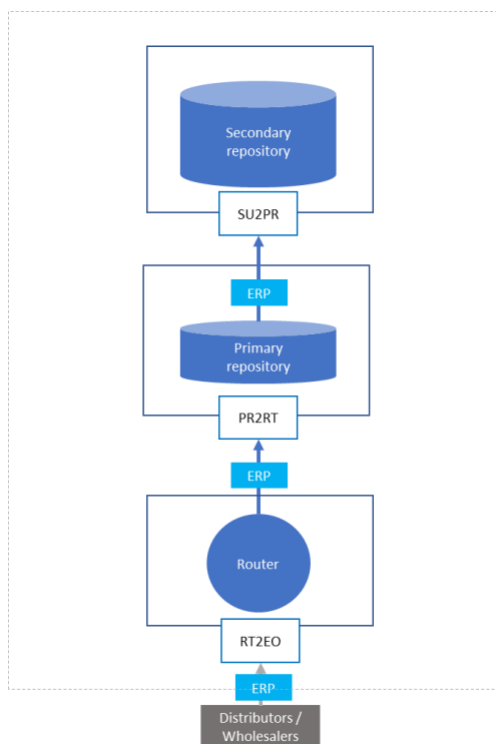 Secondary
repository
SU2PR
ERP
Primary
repository
PR2RT
ERP
Router
RT2EO
ERP
Distributors /
Wholesalers